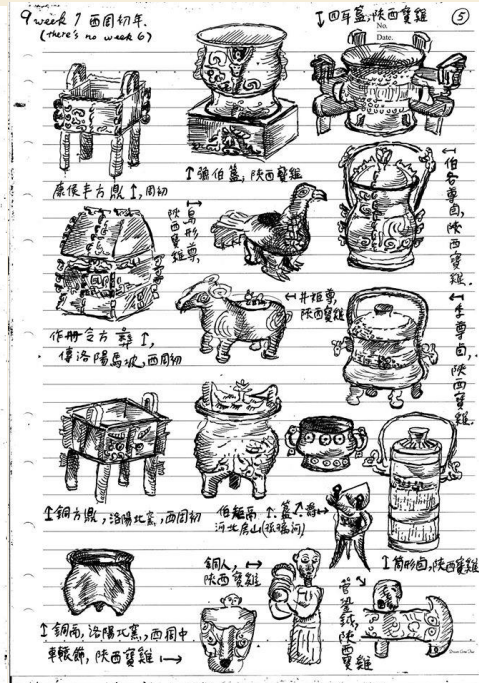 9 week 7 西周初年.
(there's no week 6)
↓四耳簋, 陝西寶雞
⑤
No.
Date.
康侯丰方鼎↑, 周初
↑強伯簋, 陝西寶雞
←伯各尊卣, 陝西寶雞.
鳥形尊, 陝西寶雞
作册令方彝↑,
傳洛陽馬坡, 西周初
←井姬尊,
陝西寶雞
←季尊卣, 陝西寶雞.
↑銅方鼎, 洛陽北窯, 西周初
伯矩鬲↑, 簋↑, 爵→
河北房山(琉璃河)
↑筒形卣, 陝西寶雞
銅人, →
陝西寶雞
↑銅鬲, 洛陽北窯, 西周中
車轅飾, 陝西寶雞→
管銎鉞, 陝西寶雞